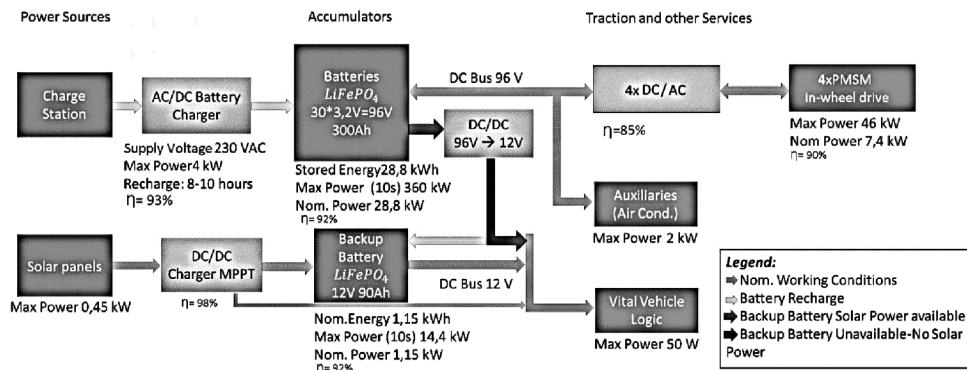 Power Sources
Accumulators
Traction and other Services
Charge
Station
AC/DC Battery
Charger
Supply Voltage 230 VAC
Max Power4 kW
Recharge: 8-10 hours
η= 93%
Batteries
LiFePO₄
30*3,2V=96V
300Ah
Stored Energy28,8 kWh
Max Power (10s) 360 kW
Nom. Power 28,8 kW
η= 92%
DC Bus 96 V
DC/DC
96V → 12V
4x DC/AC
η=85%
4xPMSM
in-wheel drive
Max Power 46 kW
Nom Power 7,4 kW
η= 90%
Auxiliaries
(Air Cond.)
Max Power 2 kW
Solar panels
Max Power 0,45 kW
DC/DC
Charger MPPT
η= 98%
Backup
Battery
LiFePO₄
12V 90Ah
Nom.Energy 1,15 kWh
Max Power (10s) 14,4 kW
Nom. Power 1,15 kW
η= 92%
DC Bus 12 V
Vital Vehicle
Logic
Max Power 50 W
Legend:
Nom. Working Conditions
Battery Recharge
Backup Battery Solar Power available
Backup Battery Unavailable-No Solar
Power